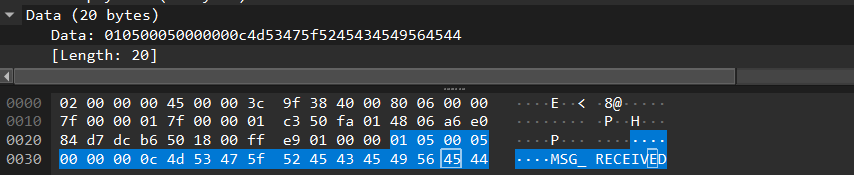 Data (20 bytes)
Data: 010500050000000c4d53475f5245434549564544
[Length: 20]
0000 02 00 00 00 45 00 00 3c 9f 38 40 00 80 06 00 00 ····E··< ·8@·····
0010 7f 00 00 01 7f 00 00 01 c3 50 fa 01 48 06 a6 e0 ········ ·P··H···
0020 84 d7 dc b6 50 18 00 ff e9 01 00 00 01 05 00 05 ····P··· ········
0030 00 00 00 0c 4d 53 47 5f 52 45 43 45 49 56 45 44 ····MSG_ RECEIVED